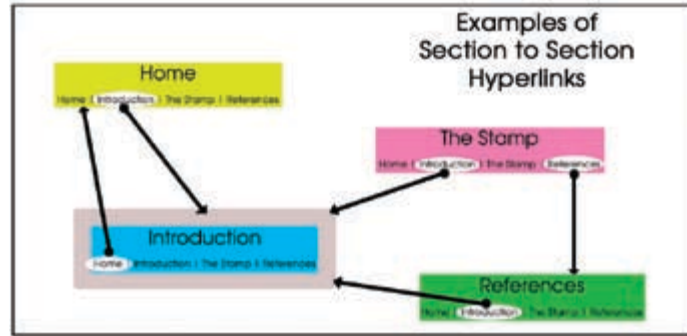 Examples of
Section to Section
Hyperlinks
Home
Home | Introduction | The Stamp | References
The Stamp
Home | Introduction | The Stamp References
Introduction
Home Introduction | The Stamp | References
References
Home | Introduction The Stamp | References